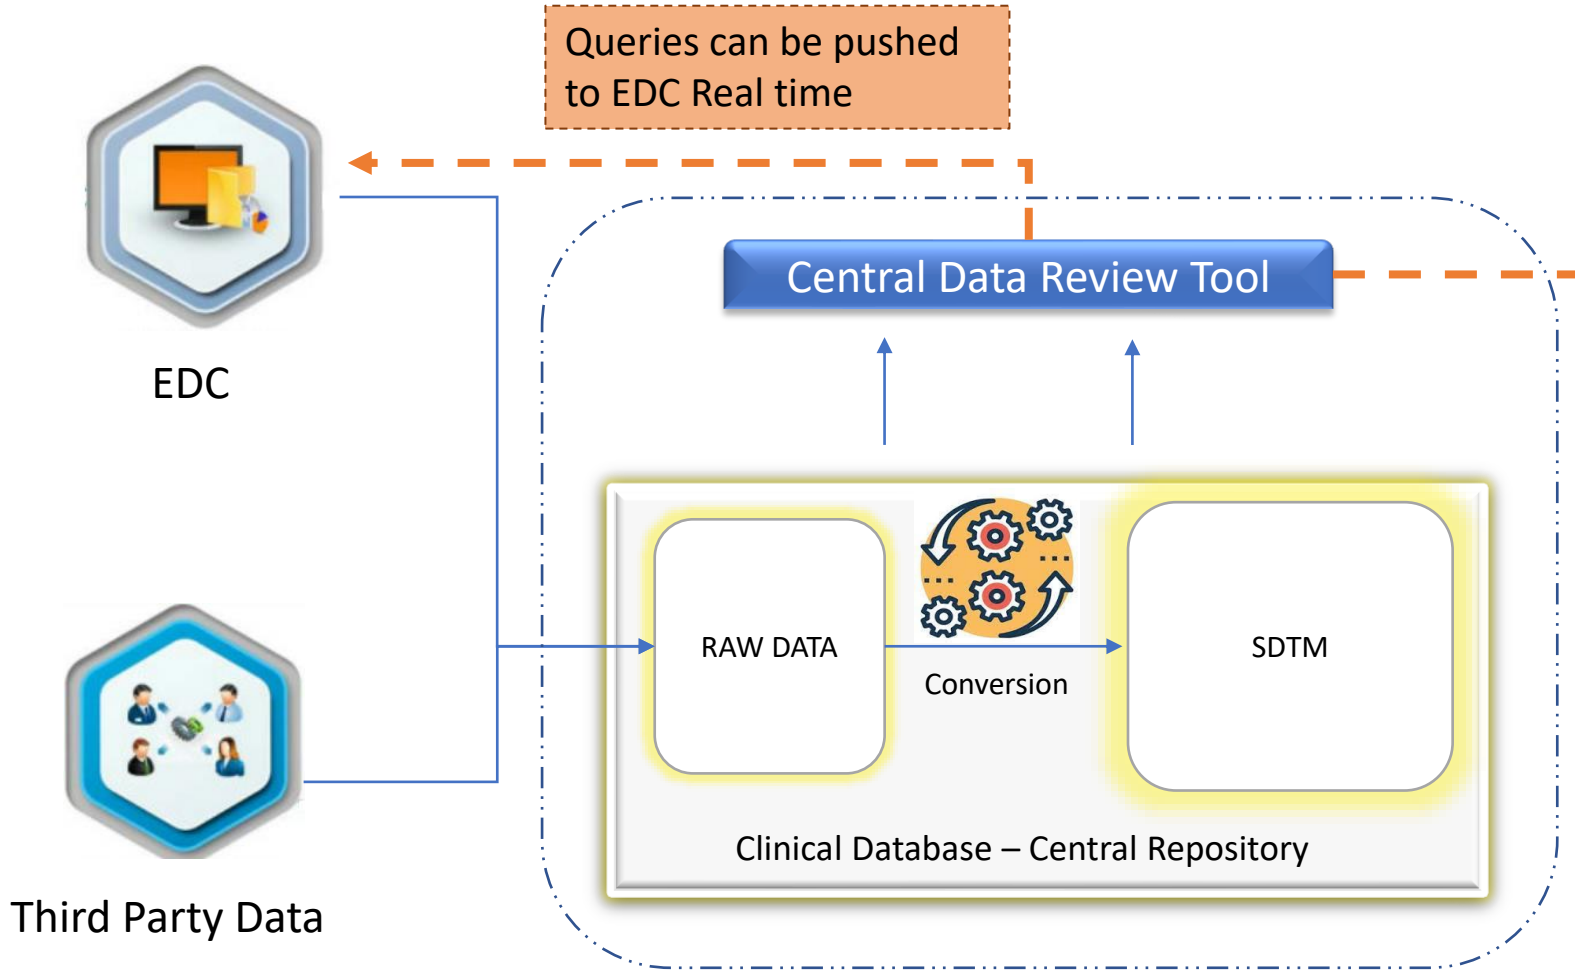 Queries can be pushed
to EDC Real time
Central Data Review Tool
EDC
RAW DATA
SDTM
Conversion
Clinical Database – Central Repository
Third Party Data